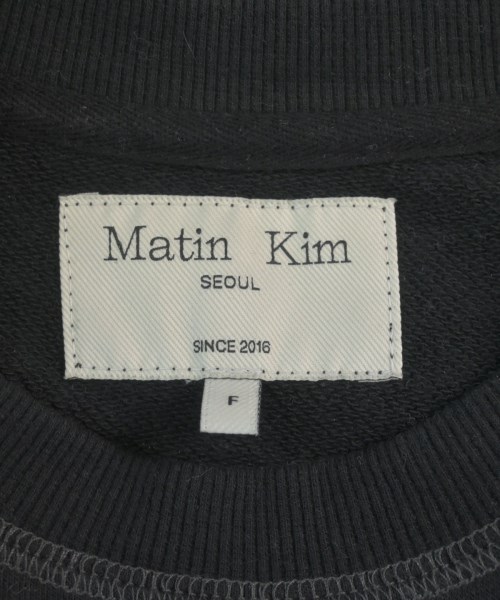 Matin Kim
SEOUL
SINCE 2016
F